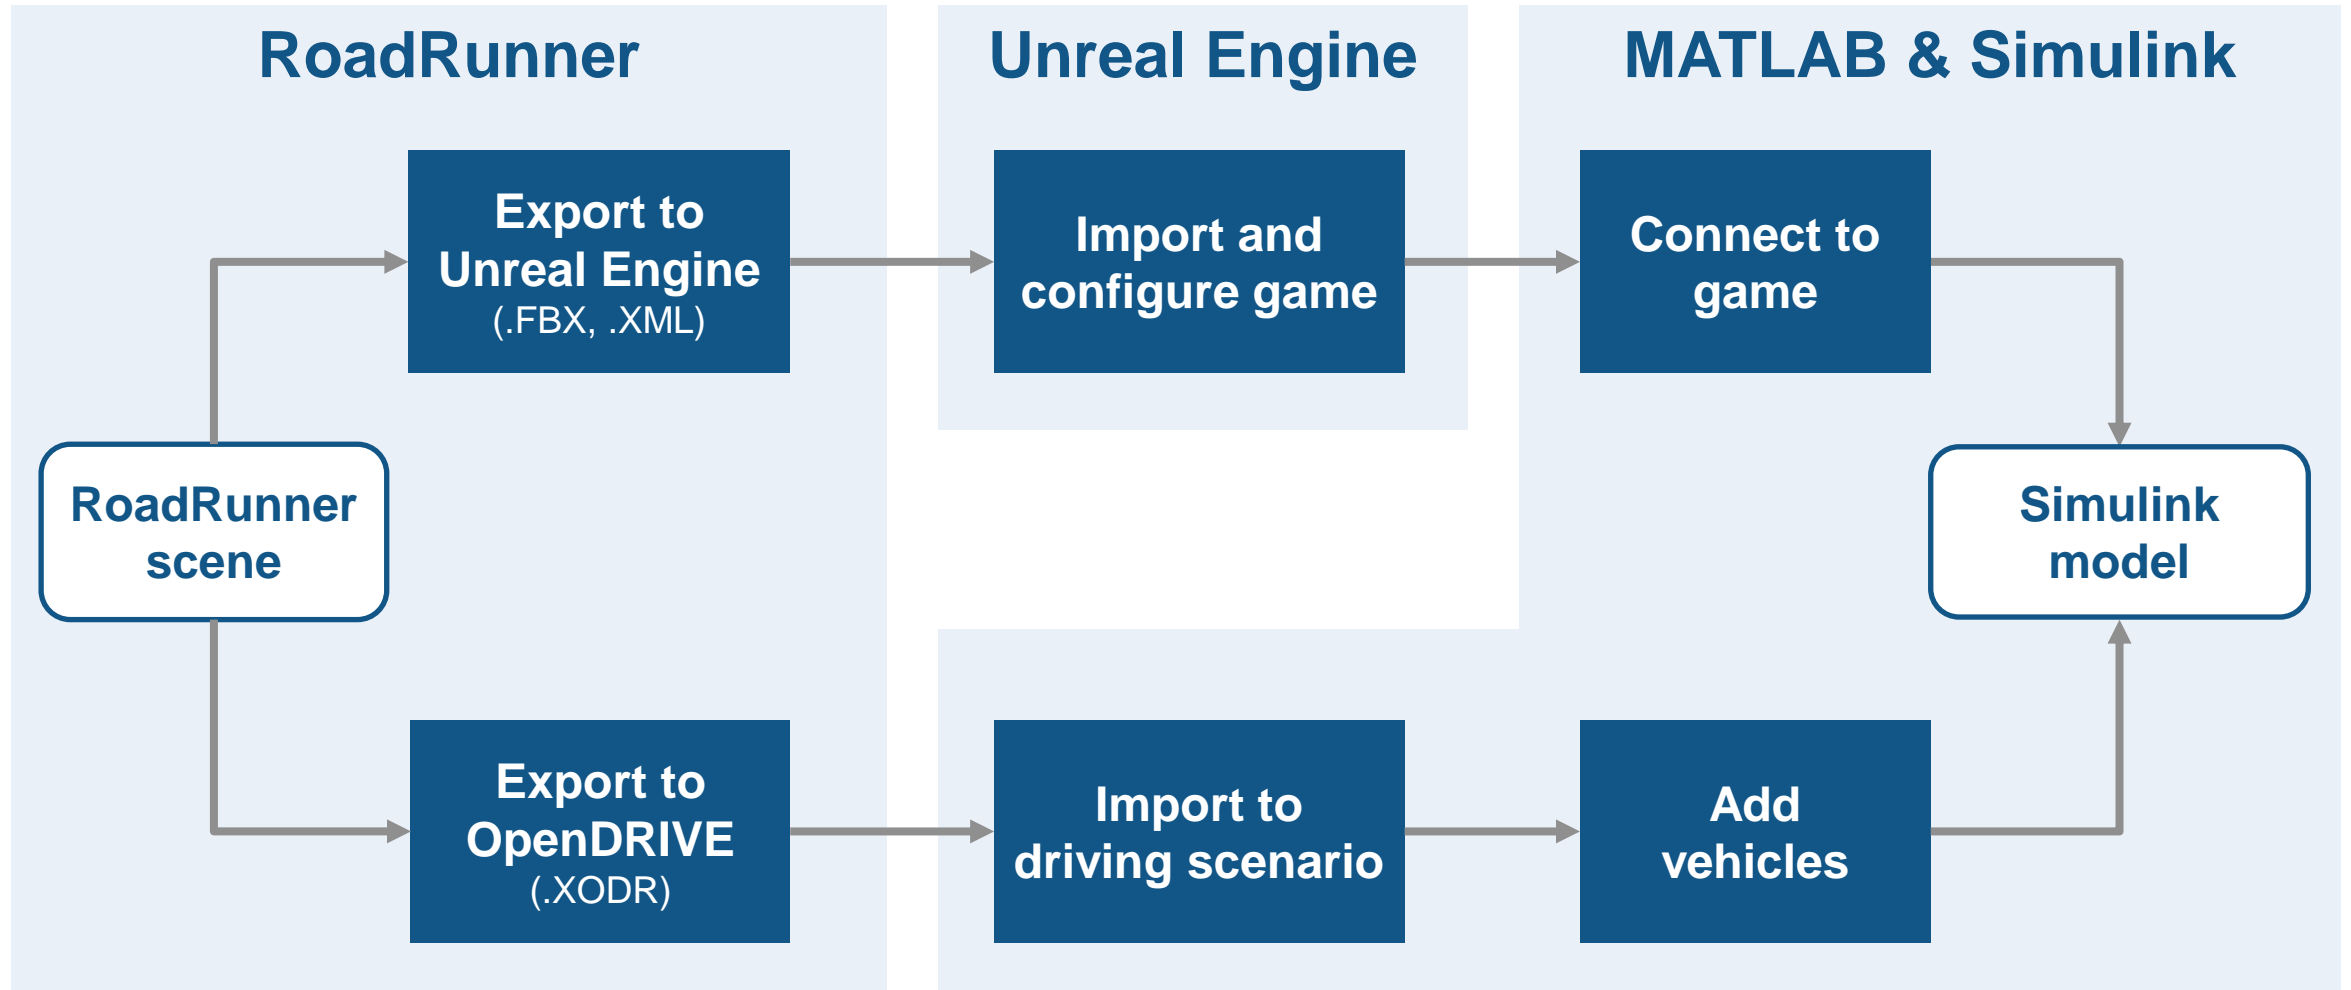 RoadRunner
Unreal Engine
MATLAB & Simulink
Export to
Unreal Engine
(.FBX, .XML)
Import and
configure game
Connect to
game
RoadRunner
scene
Simulink
model
Export to
OpenDRIVE
(.XODR)
Import to
driving scenario
Add
vehicles